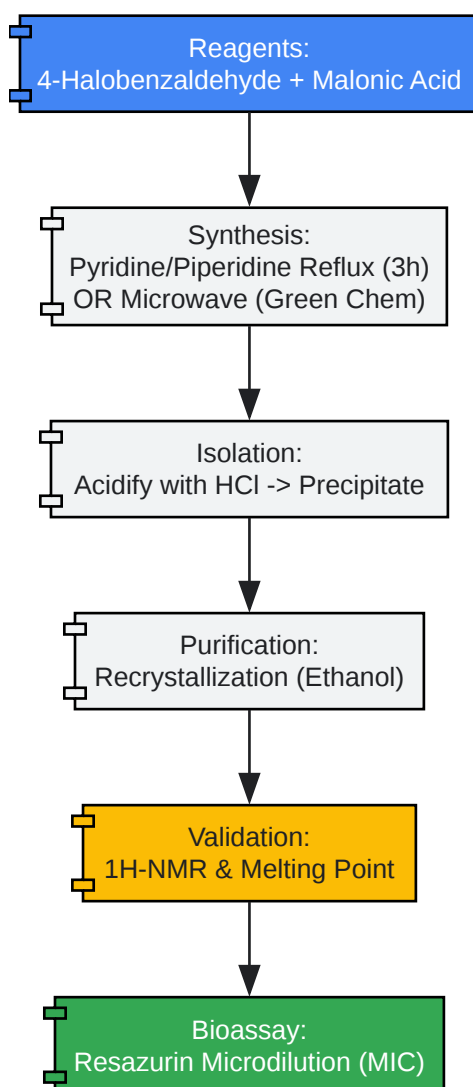 Reagents:
4-Halobenzaldehyde + Malonic Acid
Synthesis:
Pyridine/Piperidine Reflux (3h)
OR Microwave (Green Chem)
Isolation:
Acidify with HCl -> Precipitate
Purification:
Recrystallization (Ethanol)
Validation:
1H-NMR & Melting Point
Bioassay:
Resazurin Microdilution (MIC)